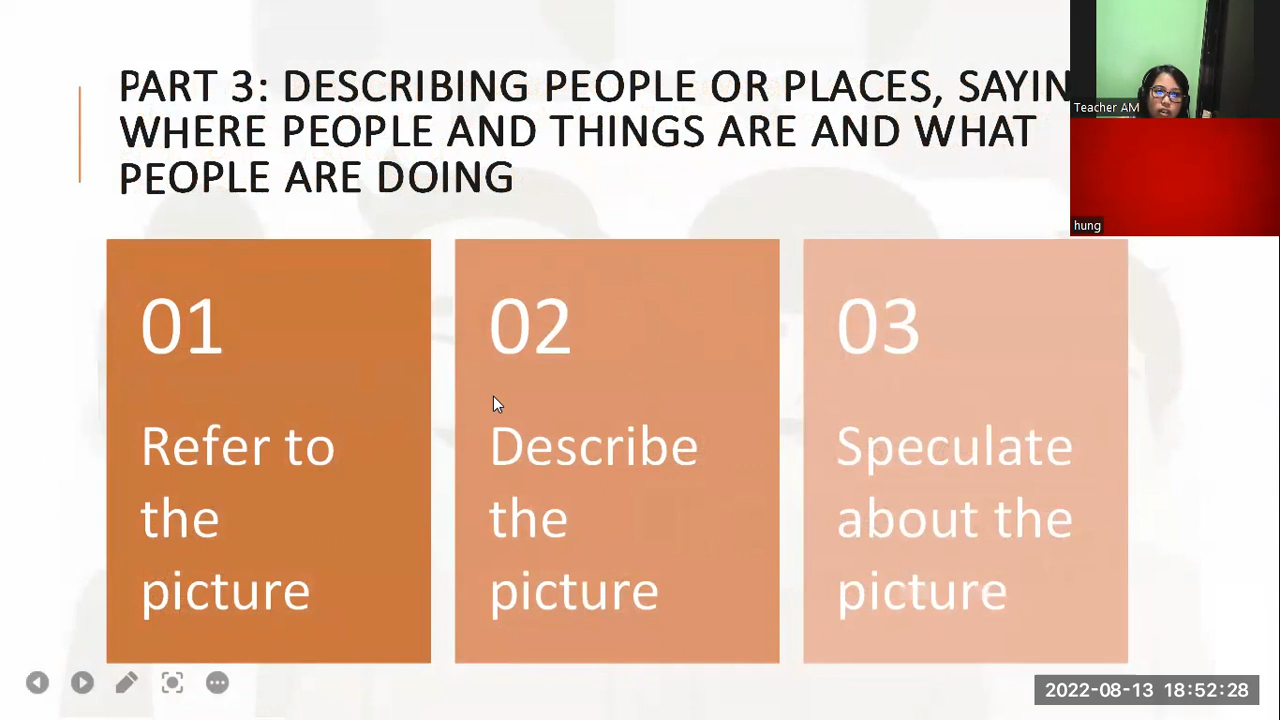 PART 3: DESCRIBING PEOPLE OR PLACES, SAYIN
WHERE PEOPLE AND THINGS ARE AND WHAT
PEOPLE ARE DOING
Teacher AM
hung
01
Refer to
the
picture
02
Describe
the
picture
03
Speculate
about the
picture
2022-08-13 18:52:28